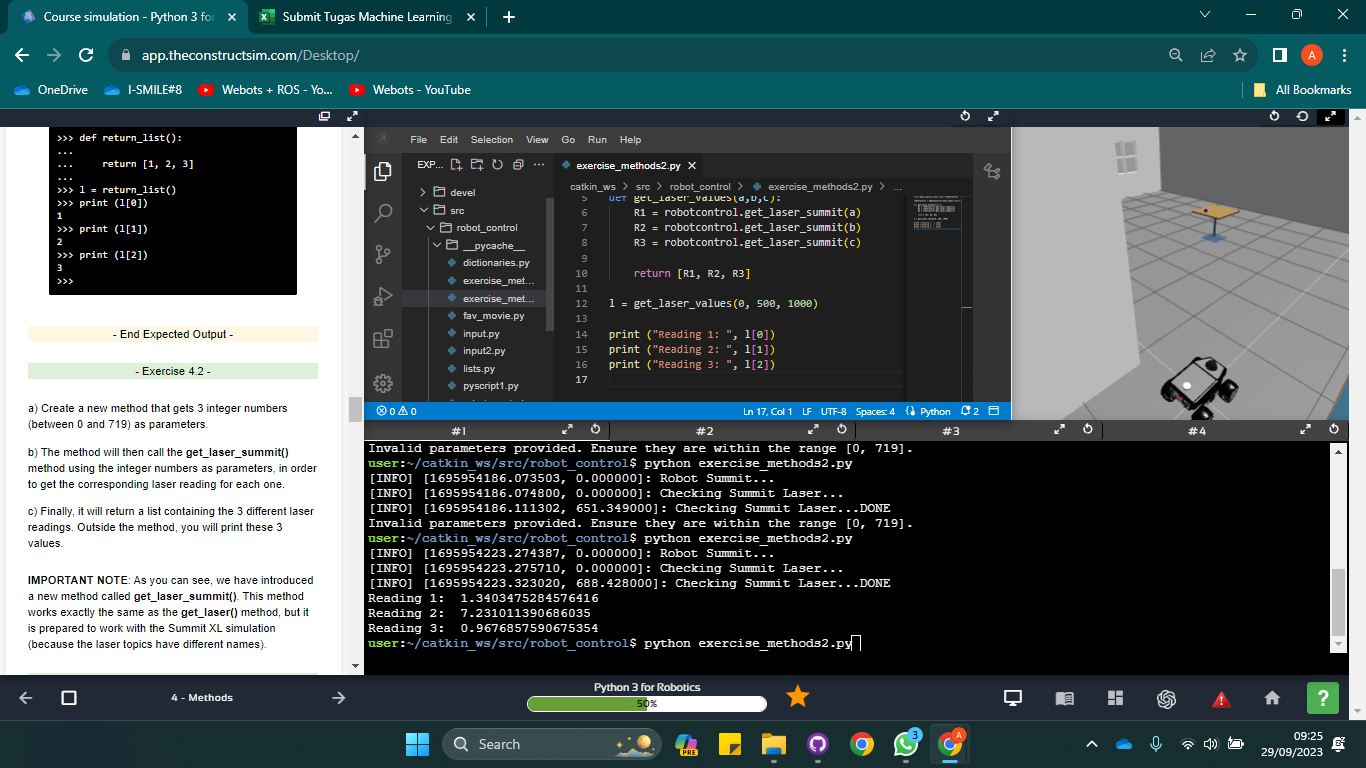 Course simulation - Python 3 fo
Submit Tugas Machine Learning
app.theconstructsim.com/Desktop/
A
OneDrive
I-SMILE#8
Webots + ROS - Yo...
Webots - YouTube
All Bookmarks
>>> def return_list():
...
...     return [1, 2, 3]
...
>>> l = return_list()
>>> print (l[0])
1
>>> print (l[1])
2
>>> print (l[2])
3
>>>
- End Expected Output -
- Exercise 4.2 -
a) Create a new method that gets 3 integer numbers
(between 0 and 719) as parameters.
b) The method will then call the get_laser_summit()
method using the integer numbers as parameters, in order
to get the corresponding laser reading for each one.
c) Finally, it will return a list containing the 3 different laser
readings. Outside the method, you will print these 3
values.
IMPORTANT NOTE: As you can see, we have introduced
a new method called get_laser_summit(). This method
works exactly the same as the get_laser() method, but it
is prepared to work with the Summit XL simulation
(because the laser topics have different names).
File Edit Selection View Go Run Help
EXP...
devel
src
robot_control
__pycache__
dictionaries.py
exercise_met...
exercise_met...
fav_movie.py
input.py
input2.py
lists.py
pyscript1.py
exercise_methods2.py
catkin_ws > src > robot_control > exercise_methods2.py > ...
5 def get_laser_values(a,b,c):
6     R1 = robotcontrol.get_laser_summit(a)
7     R2 = robotcontrol.get_laser_summit(b)
8     R3 = robotcontrol.get_laser_summit(c)
9
10     return [R1, R2, R3]
11
12 l = get_laser_values(0, 500, 1000)
13
14 print ("Reading 1: ", l[0])
15 print ("Reading 2: ", l[1])
16 print ("Reading 3: ", l[2])
17
0 0
Ln 17, Col 1 LF UTF-8 Spaces: 4 Python 2
#1 #2 #3 #4
Invalid parameters provided. Ensure they are within the range [0, 719].
user:~/catkin_ws/src/robot_control$ python exercise_methods2.py
[INFO] [1695954186.073503, 0.000000]: Robot Summit...
[INFO] [1695954186.074800, 0.000000]: Checking Summit Laser...
[INFO] [1695954186.111302, 651.349000]: Checking Summit Laser...DONE
Invalid parameters provided. Ensure they are within the range [0, 719].
user:~/catkin_ws/src/robot_control$ python exercise_methods2.py
[INFO] [1695954223.274387, 0.000000]: Robot Summit...
[INFO] [1695954223.275710, 0.000000]: Checking Summit Laser...
[INFO] [1695954223.323020, 688.428000]: Checking Summit Laser...DONE
Reading 1:  1.3403475284576416
Reading 2:  7.231011390686035
Reading 3:  0.9676857590675354
user:~/catkin_ws/src/robot_control$ python exercise_methods2.py
4 - Methods
Python 3 for Robotics
50%
?
Search
PRE
3
A
09:25
29/09/2023